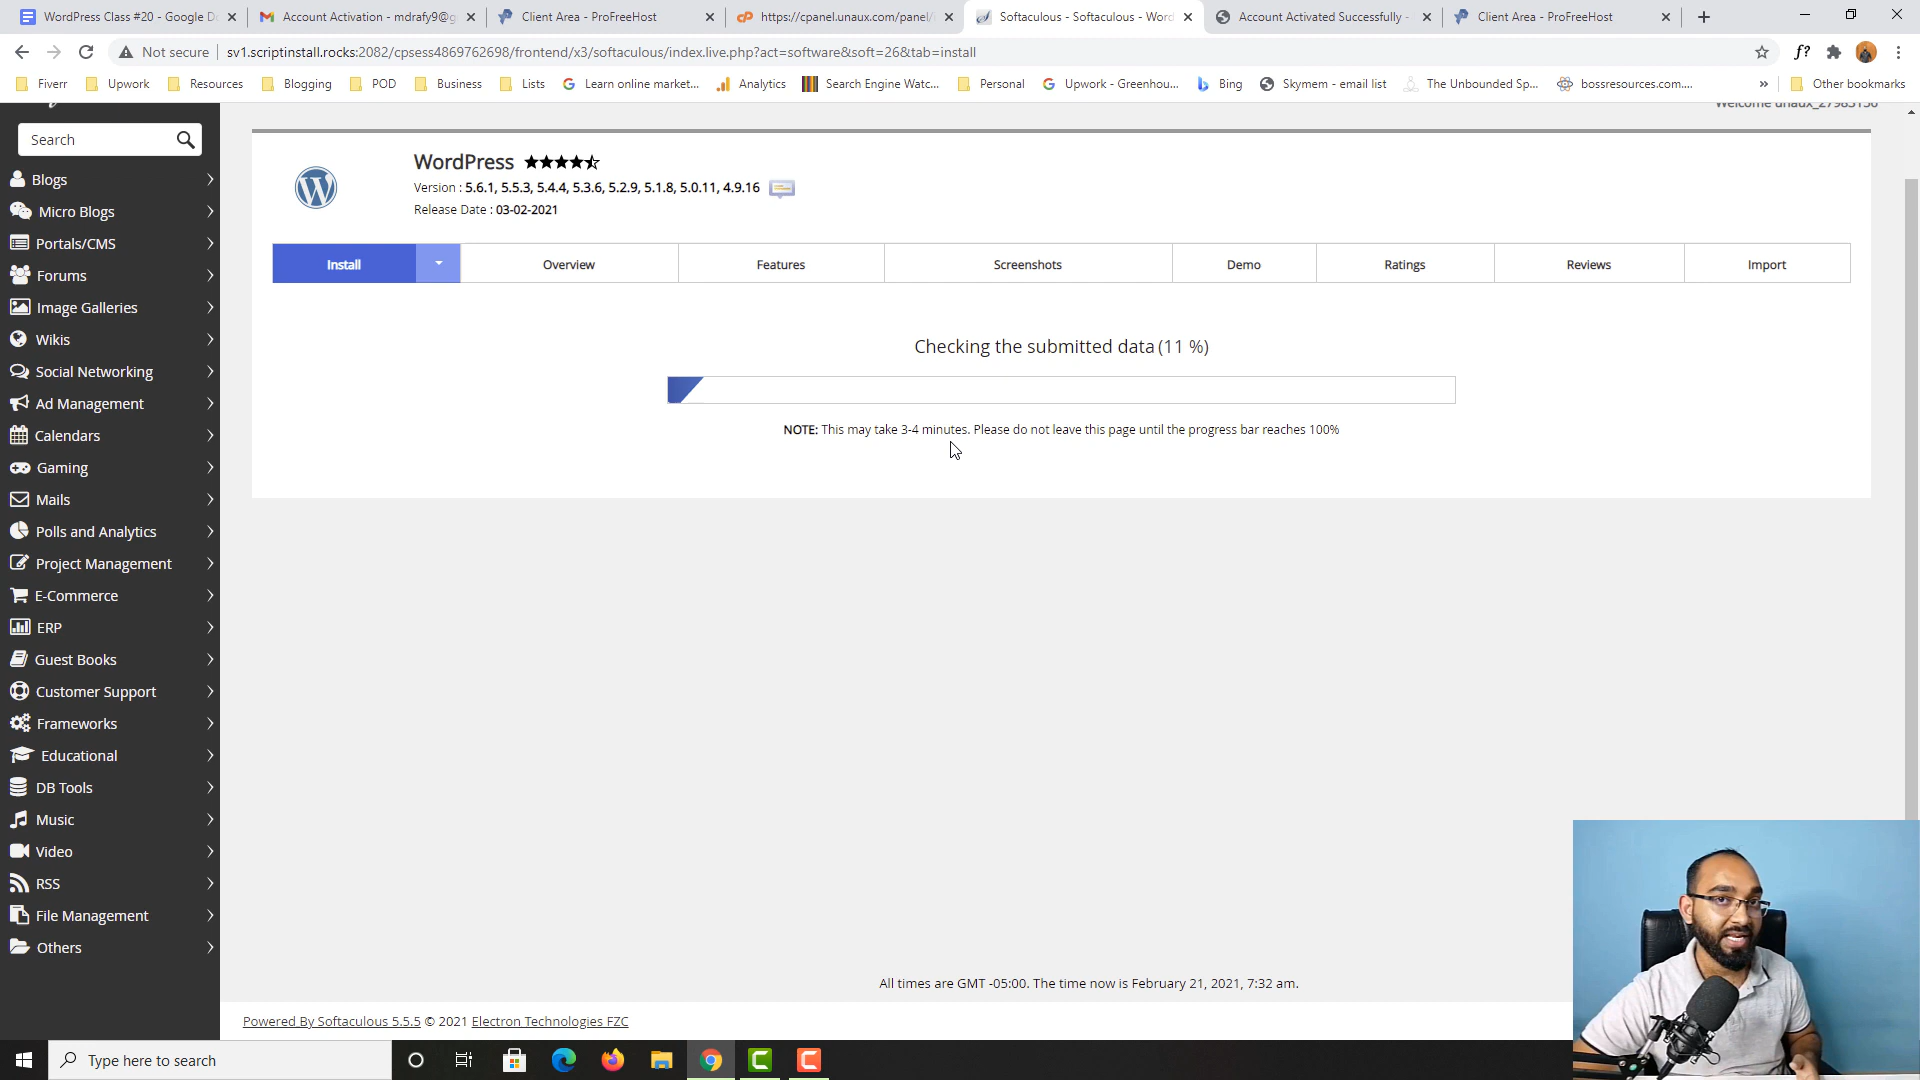 WordPress Class #20 - Google Do
Account Activation - mdrafy9@g
Client Area - ProFreeHost
https://cpanel.unaux.com/panel/
Softaculous - Softaculous - Word
Account Activated Successfully -
Client Area - ProFreeHost
Not secure
sv1.scriptinstall.rocks:2082/cpsess4869762698/frontend/x3/softaculous/index.live.php?act=software&soft=26&tab=install
Fiverr
Upwork
Resources
Blogging
POD
Business
Lists
Learn online market...
Analytics
Search Engine Watc...
Personal
Upwork - Greenhou...
Bing
Skymem - email list
The Unbounded Sp...
bossresources.com....
Other bookmarks
Search
Blogs
Micro Blogs
Portals/CMS
Forums
Image Galleries
Wikis
Social Networking
Ad Management
Calendars
Gaming
Mails
Polls and Analytics
Project Management
E-Commerce
ERP
Guest Books
Customer Support
Frameworks
Educational
DB Tools
Music
Video
RSS
File Management
Others
WordPress
Version : 5.6.1, 5.5.3, 5.4.4, 5.3.6, 5.2.9, 5.1.8, 5.0.11, 4.9.16
Release Date : 03-02-2021
Install
Overview
Features
Screenshots
Demo
Ratings
Reviews
Import
Checking the submitted data (11 %)
NOTE: This may take 3-4 minutes. Please do not leave this page until the progress bar reaches 100%
All times are GMT -05:00. The time now is February 21, 2021, 7:32 am.
Powered By Softaculous 5.5.5 © 2021 Electron Technologies FZC
Type here to search